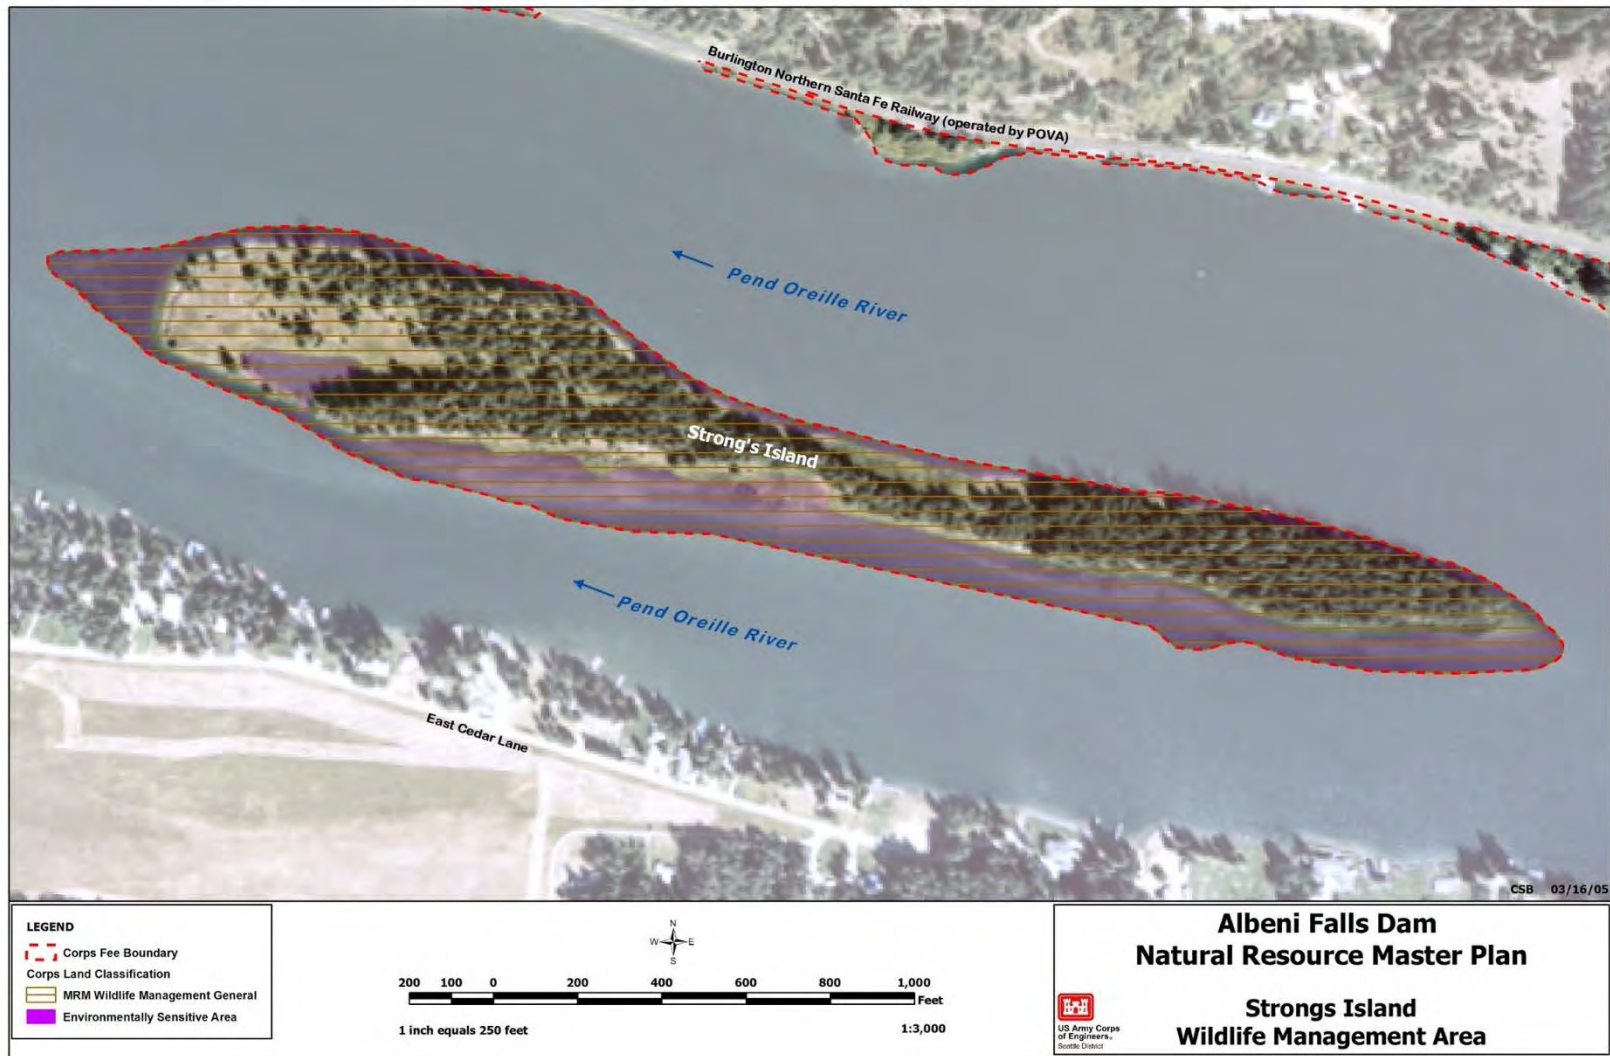 Burlington Northern Santa Fe Railway (operated by POVA)
Pend Oreille River
Strong's Island
Pend Oreille River
East Cedar Lane
CSB 03/16/05
LEGEND
Corps Fee Boundary
Corps Land Classification
MRM Wildlife Management General
Environmentally Sensitive Area
N
W E
S
200 100 0 200 400 600 800 1,000
Feet
1 inch equals 250 feet
1:3,000
Albeni Falls Dam
Natural Resource Master Plan
US Army Corps
of Engineers®
Seattle District
Strongs Island
Wildlife Management Area